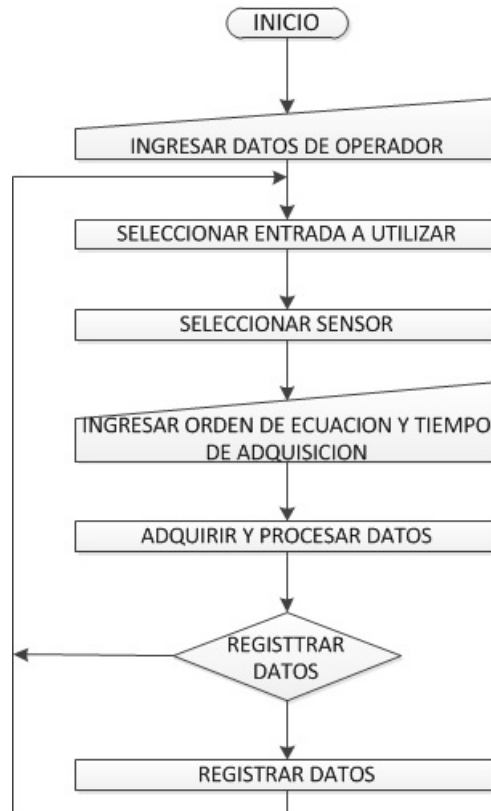 INICIO
INGRESAR DATOS DE OPERADOR
SELECCIONAR ENTRADA A UTILIZAR
SELECCIONAR SENSOR
INGRESAR ORDEN DE ECUACION Y TIEMPO
DE ADQUISICION
ADQUIRIR Y PROCESAR DATOS
REGISTTRAR
DATOS
REGISTRAR DATOS